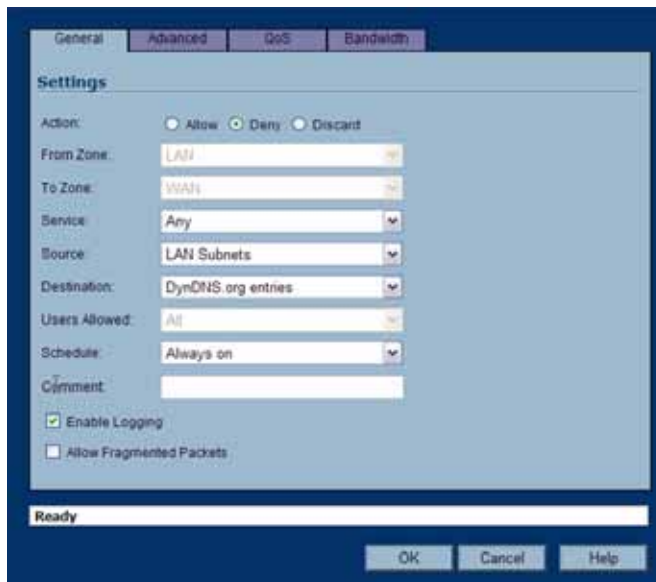 General Advanced QoS Bandwidth
Settings
Action: Allow Deny Discard
From Zone: LAN
To Zone: WAN
Service: Any
Source: LAN Subnets
Destination: DynDNS.org entries
Users Allowed: All
Schedule: Always on
Comment:
Enable Logging
Allow Fragmented Packets
Ready
OK Cancel Help